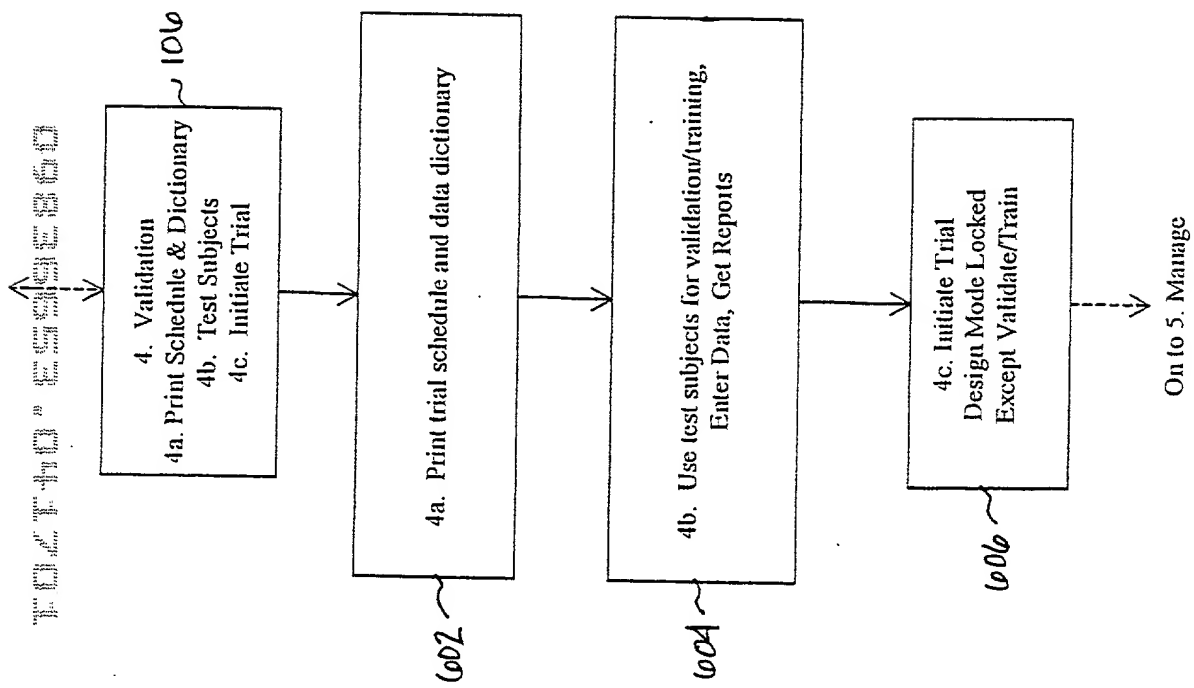 106
4. Validation
4a. Print Schedule & Dictionary
4b. Test Subjects
4c. Initiate Trial
602
4a. Print trial schedule and data dictionary
604
4b. Use test subjects for validation/training,
Enter Data, Get Reports
606
4c. Initiate Trial
Design Mode Locked
Except Validate/Train
On to 5. Manage